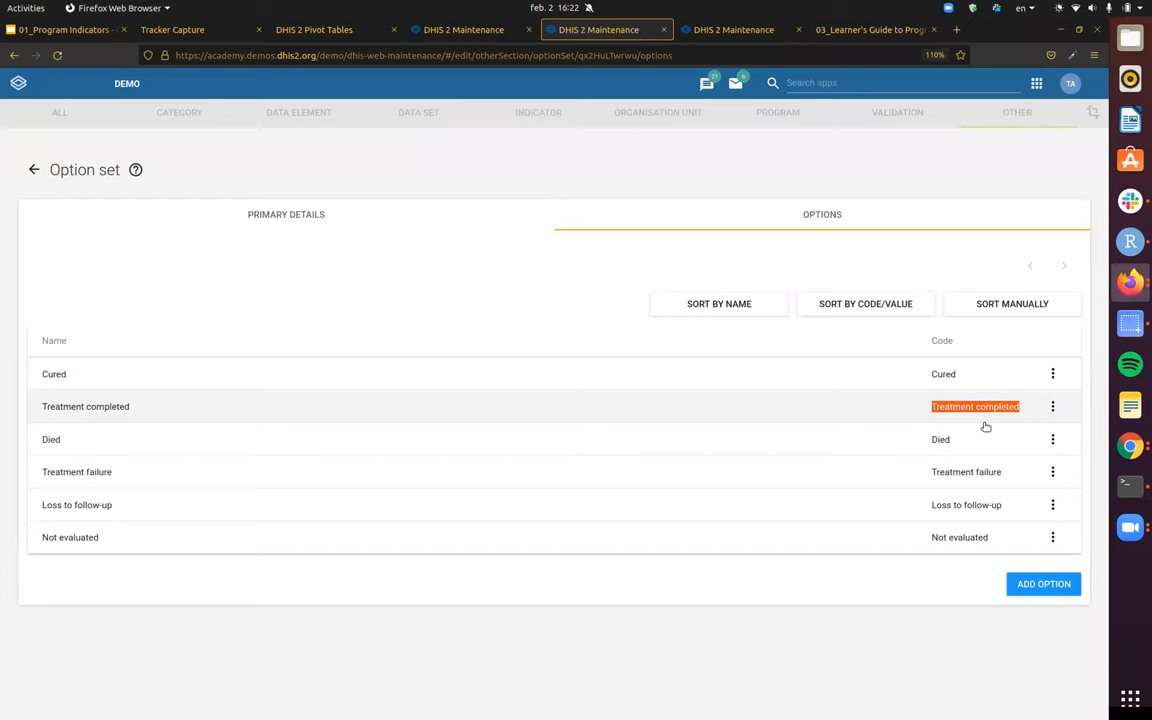 Activities Firefox Web Browser feb. 2 16:22 en
01_Program Indicators - Tracker Capture DHIS 2 Pivot Tables DHIS 2 Maintenance DHIS 2 Maintenance DHIS 2 Maintenance 03_Learner's Guide to Prog
https://academy.demos.dhis2.org/demo/dhis-web-maintenance/#/edit/otherSection/optionSet/qx2HuLTwrwu/options 110%
DEMO 21 6 Search apps TA
ALL CATEGORY DATA ELEMENT DATA SET INDICATOR ORGANISATION UNIT PROGRAM VALIDATION OTHER
Option set
PRIMARY DETAILS OPTIONS
SORT BY NAME SORT BY CODE/VALUE SORT MANUALLY
Name Code
Cured Cured
Treatment completed Treatment completed
Died Died
Treatment failure Treatment failure
Loss to follow-up Loss to follow-up
Not evaluated Not evaluated
ADD OPTION